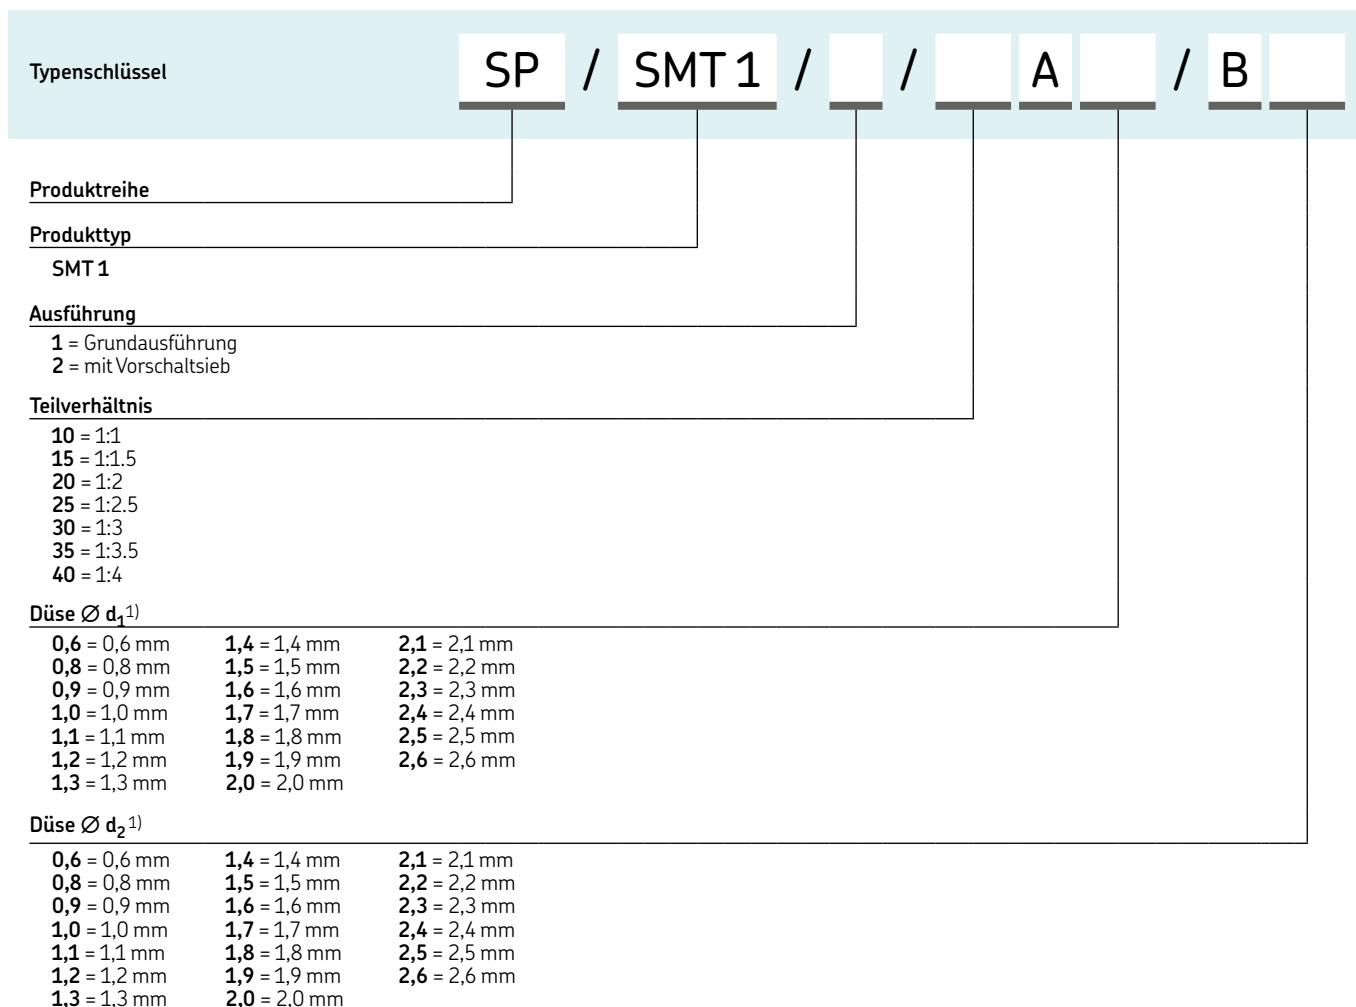 Typenschlüssel SP / SMT 1 / / A / B
Produktreihe
Produkttyp
SMT 1
Ausführung
1 = Grundausführung
2 = mit Vorschaltsieb
Teilverhältnis
10 = 1:1
15 = 1:1.5
20 = 1:2
25 = 1:2.5
30 = 1:3
35 = 1:3.5
40 = 1:4
Düse Ø d1 1)
0,6 = 0,6 mm 1,4 = 1,4 mm 2,1 = 2,1 mm
0,8 = 0,8 mm 1,5 = 1,5 mm 2,2 = 2,2 mm
0,9 = 0,9 mm 1,6 = 1,6 mm 2,3 = 2,3 mm
1,0 = 1,0 mm 1,7 = 1,7 mm 2,4 = 2,4 mm
1,1 = 1,1 mm 1,8 = 1,8 mm 2,5 = 2,5 mm
1,2 = 1,2 mm 1,9 = 1,9 mm 2,6 = 2,6 mm
1,3 = 1,3 mm 2,0 = 2,0 mm
Düse Ø d2 1)
0,6 = 0,6 mm 1,4 = 1,4 mm 2,1 = 2,1 mm
0,8 = 0,8 mm 1,5 = 1,5 mm 2,2 = 2,2 mm
0,9 = 0,9 mm 1,6 = 1,6 mm 2,3 = 2,3 mm
1,0 = 1,0 mm 1,7 = 1,7 mm 2,4 = 2,4 mm
1,1 = 1,1 mm 1,8 = 1,8 mm 2,5 = 2,5 mm
1,2 = 1,2 mm 1,9 = 1,9 mm 2,6 = 2,6 mm
1,3 = 1,3 mm 2,0 = 2,0 mm